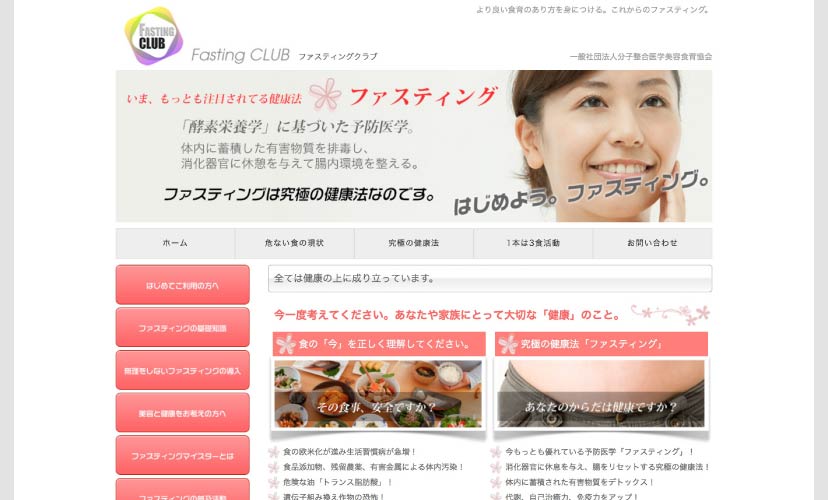 より良い食育のあり方を身につける。これからのファスティング。
FASTING
CLUB
Fasting CLUB ファスティングクラブ
一般社団法人分子整合医学美容食育協会
いま、もっとも注目されてる健康法 ファスティング
「酵素栄養学」に基づいた予防医学。
体内に蓄積した有害物質を排毒し、
消化器官に休憩を与えて腸内環境を整える。
ファスティングは究極の健康法なのです。
はじめよう。ファスティング。
ホーム 危ない食の現状 究極の健康法 1本は3食活動 お問い合わせ
はじめてご利用の方へ
ファスティングの基礎知識
無理をしないファスティングの導入
美容と健康をお考えの方へ
ファスティングマイスターとは
ファスティングの普及活動
全ては健康の上に成り立っています。
今一度考えてください。あなたや家族にとって大切な「健康」のこと。
食の「今」を正しく理解してください。
その食事、安全ですか？
食の欧米化が進み生活習慣病が急増！
食品添加物、残留農薬、有害金属による体内汚染！
危険な油「トランス脂肪酸」！
遺伝子組み換え作物の恐怖！
究極の健康法「ファスティング」
あなたのからだは健康ですか？
今もっとも優れている予防医学「ファスティング」！
消化器官に休息を与え、腸をリセットする究極の健康法！
体内に蓄積された有害物質をデトックス！
代謝、自己治癒力、免疫力をアップ！